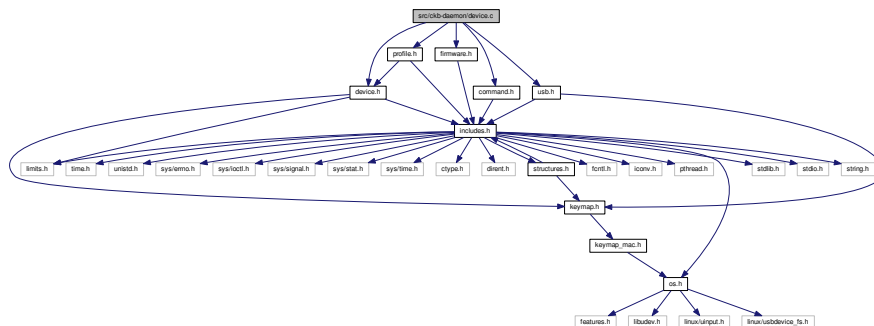 src/ckb-daemon/device.c
profile.h
firmware.h
device.h
command.h
usb.h
includes.h
limits.h
time.h
unistd.h
sys/errno.h
sys/ioctl.h
sys/signal.h
sys/stat.h
sys/time.h
ctype.h
dirent.h
structures.h
fcntl.h
iconv.h
pthread.h
stdlib.h
stdio.h
string.h
keymap.h
keymap_mac.h
os.h
features.h
libudev.h
linux/uinput.h
linux/usbdevice_fs.h